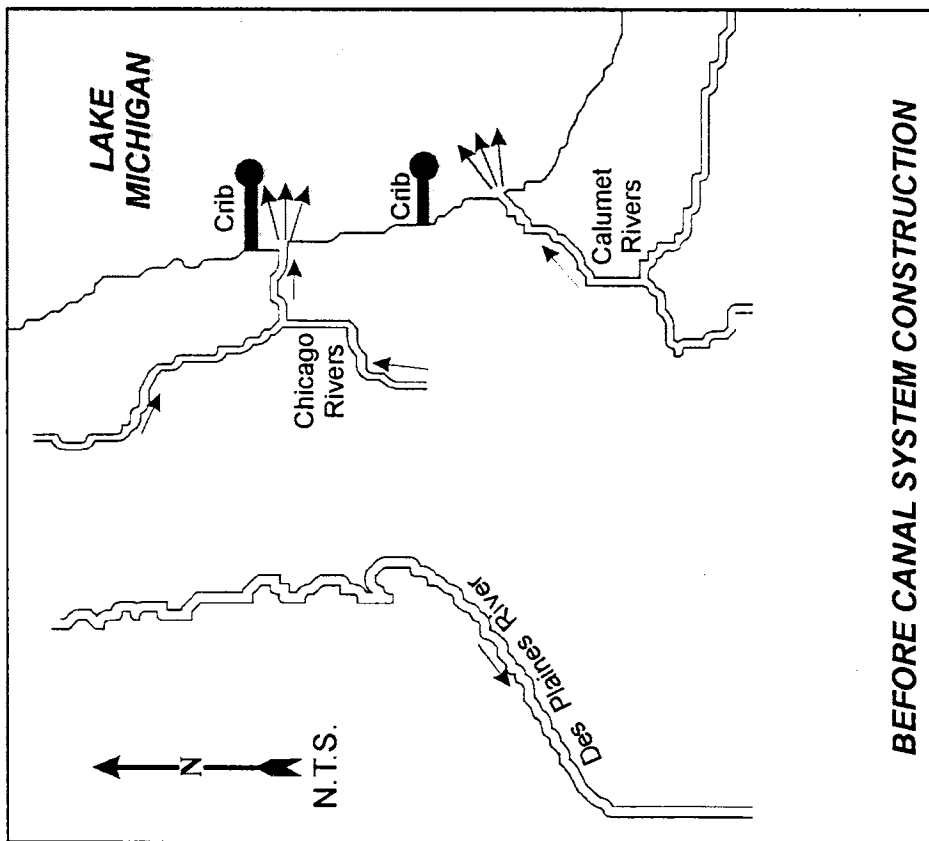 LAKE
MICHIGAN
Crib
Crib
Chicago
Rivers
Calumet
Rivers
Des Plaines River
N
N.T.S.
BEFORE CANAL SYSTEM CONSTRUCTION